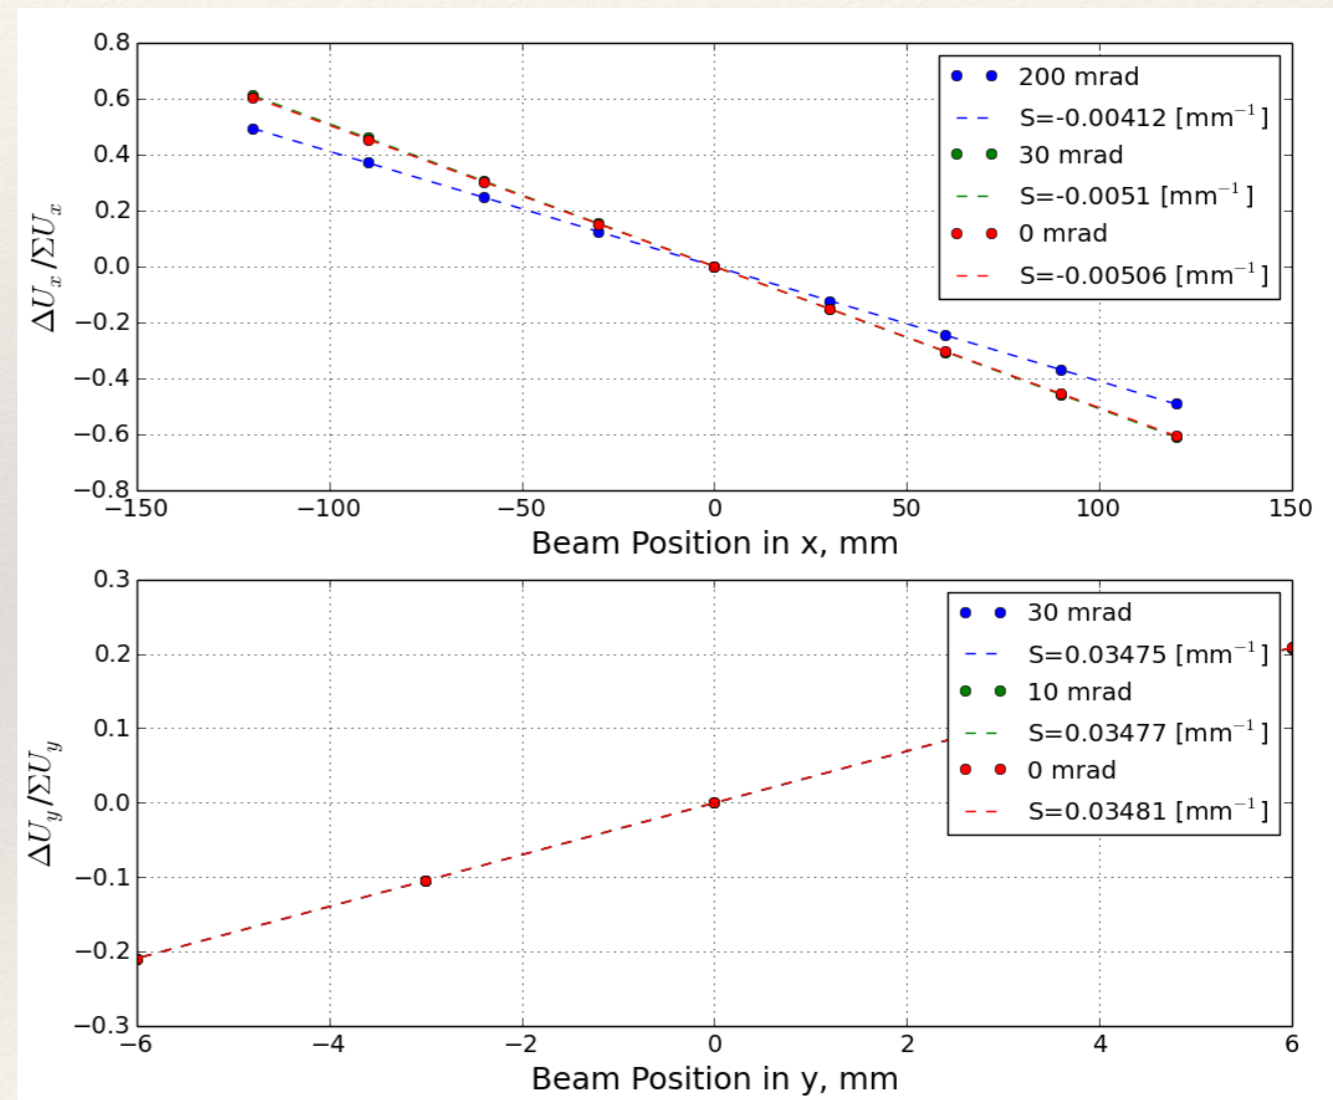 0.8
0.6
0.4
0.2
0.0
−0.2
−0.4
−0.6
−0.8
ΔU_x/ΣU_x
200 mrad
S=-0.00412 [mm⁻¹]
30 mrad
S=-0.0051 [mm⁻¹]
0 mrad
S=-0.00506 [mm⁻¹]
−150 −100 −50 0 50 100 150
Beam Position in x, mm
0.3
0.2
0.1
0.0
−0.1
−0.2
−0.3
ΔU_y/ΣU_y
30 mrad
S=0.03475 [mm⁻¹]
10 mrad
S=0.03477 [mm⁻¹]
0 mrad
S=0.03481 [mm⁻¹]
−6 −4 −2 0 2 4 6
Beam Position in y, mm